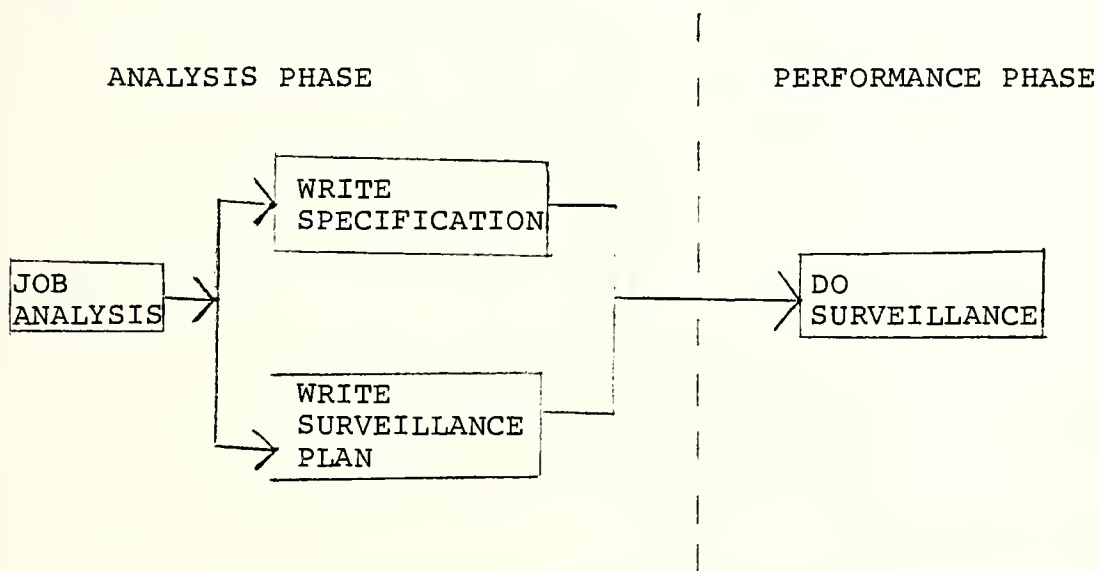 ANALYSIS PHASE
PERFORMANCE PHASE
WRITE
SPECIFICATION
JOB
ANALYSIS
DO
SURVEILLANCE
WRITE
SURVEILLANCE
PLAN